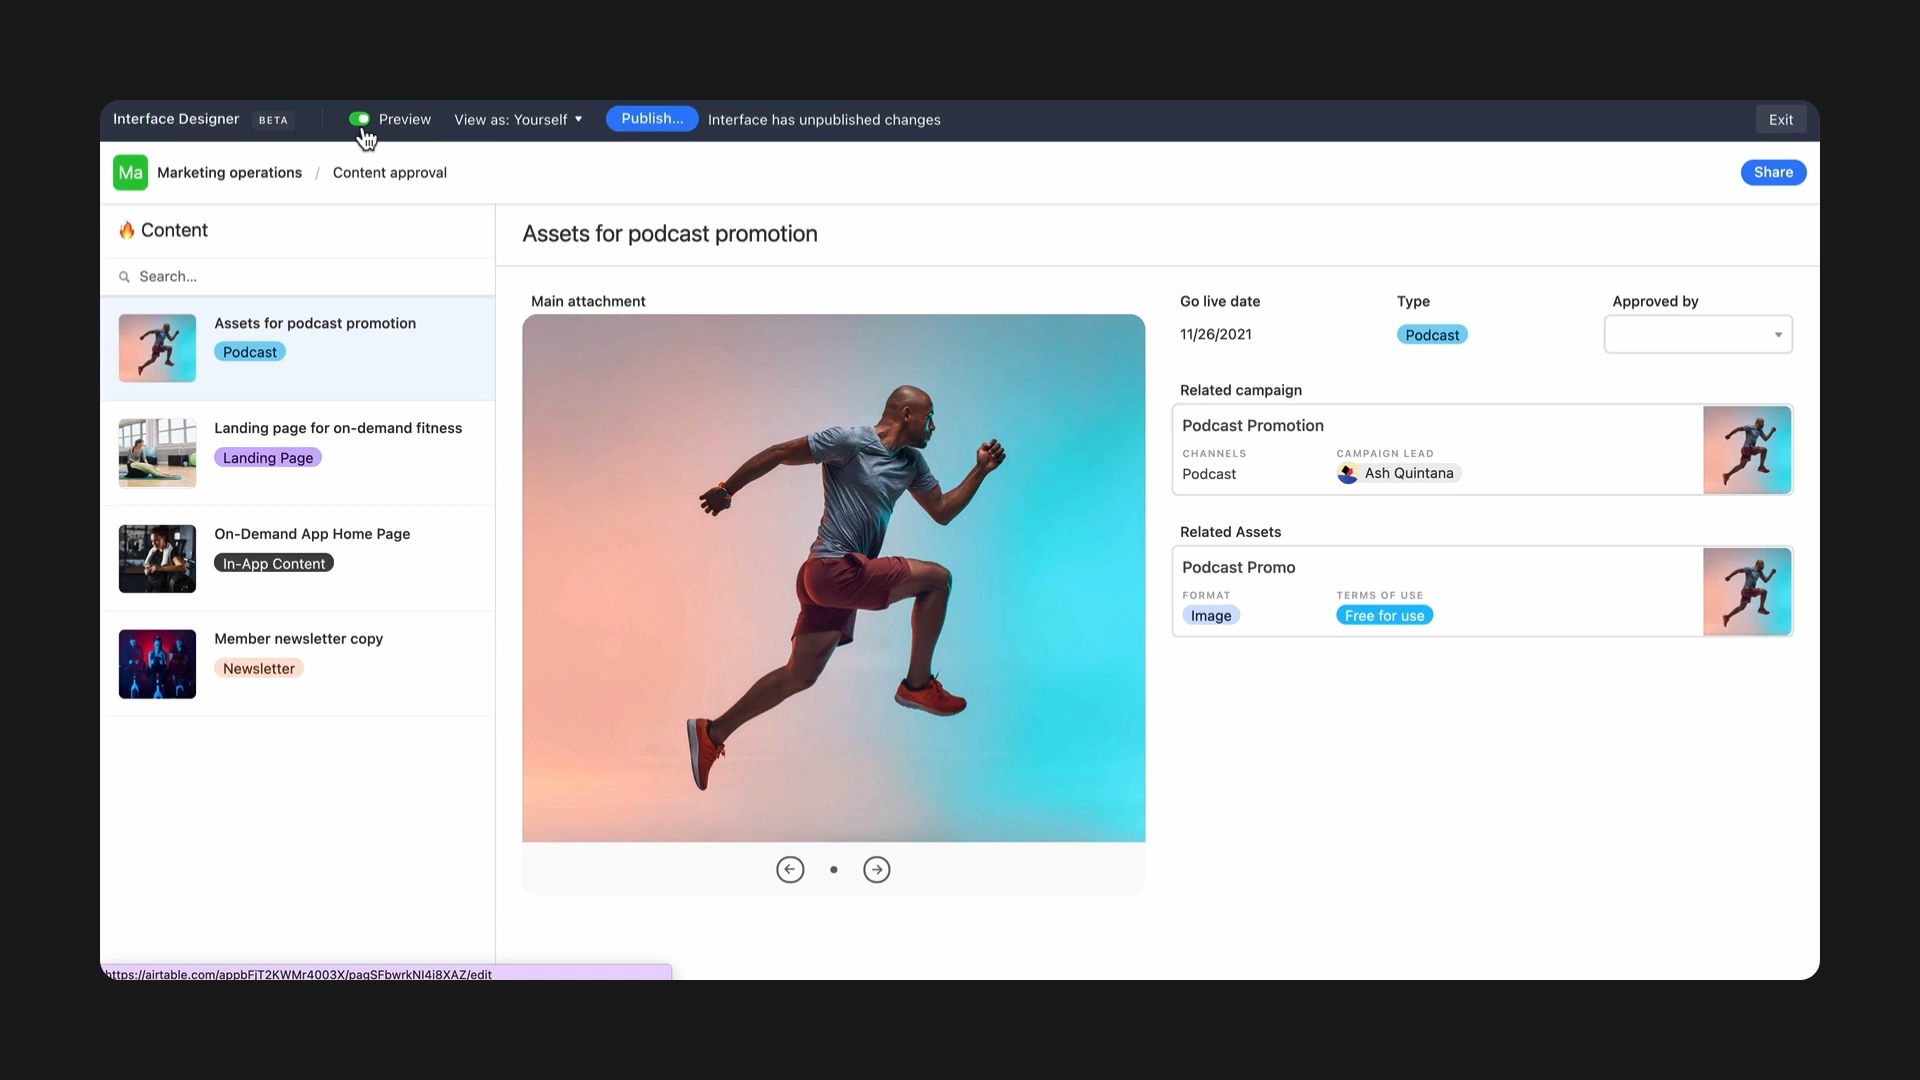 Interface Designer BETA Preview View as: Yourself Publish... Interface has unpublished changes Exit
Ma Marketing operations / Content approval Share
Content
Search...
Assets for podcast promotion
Podcast
Landing page for on-demand fitness
Landing Page
On-Demand App Home Page
In-App Content
Member newsletter copy
Newsletter
Assets for podcast promotion
Main attachment
Go live date Type Approved by
11/26/2021 Podcast
Related campaign
Podcast Promotion
CHANNELS CAMPAIGN LEAD
Podcast Ash Quintana
Related Assets
Podcast Promo
FORMAT TERMS OF USE
Image Free for use
https://airtable.com/appbFjT2KWMr4003X/pagSFbwrkNl4i8XAZ/edit